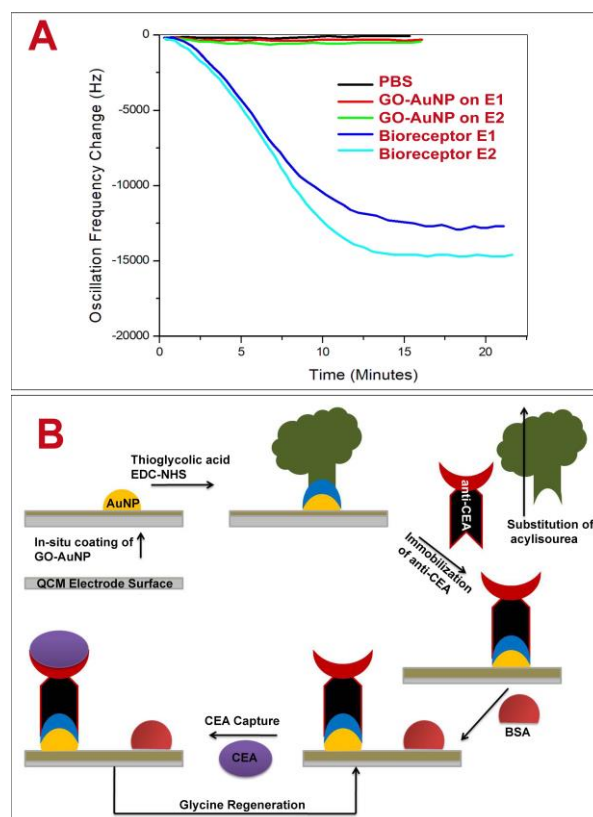 A
0
-5000
-10000
-15000
-20000
Oscillation Frequency Change (Hz)
PBS
GO-AuNP on E1
GO-AuNP on E2
Bioreceptor E1
Bioreceptor E2
0 5 10 15 20
Time (Minutes)
B
Thioglycolic acid
EDC-NHS
AuNP
In-situ coating of
GO-AuNP
QCM Electrode Surface
anti-CEA
Substitution of
acylisourea
Immobilization
of anti-CEA
BSA
CEA Capture
CEA
Glycine Regeneration